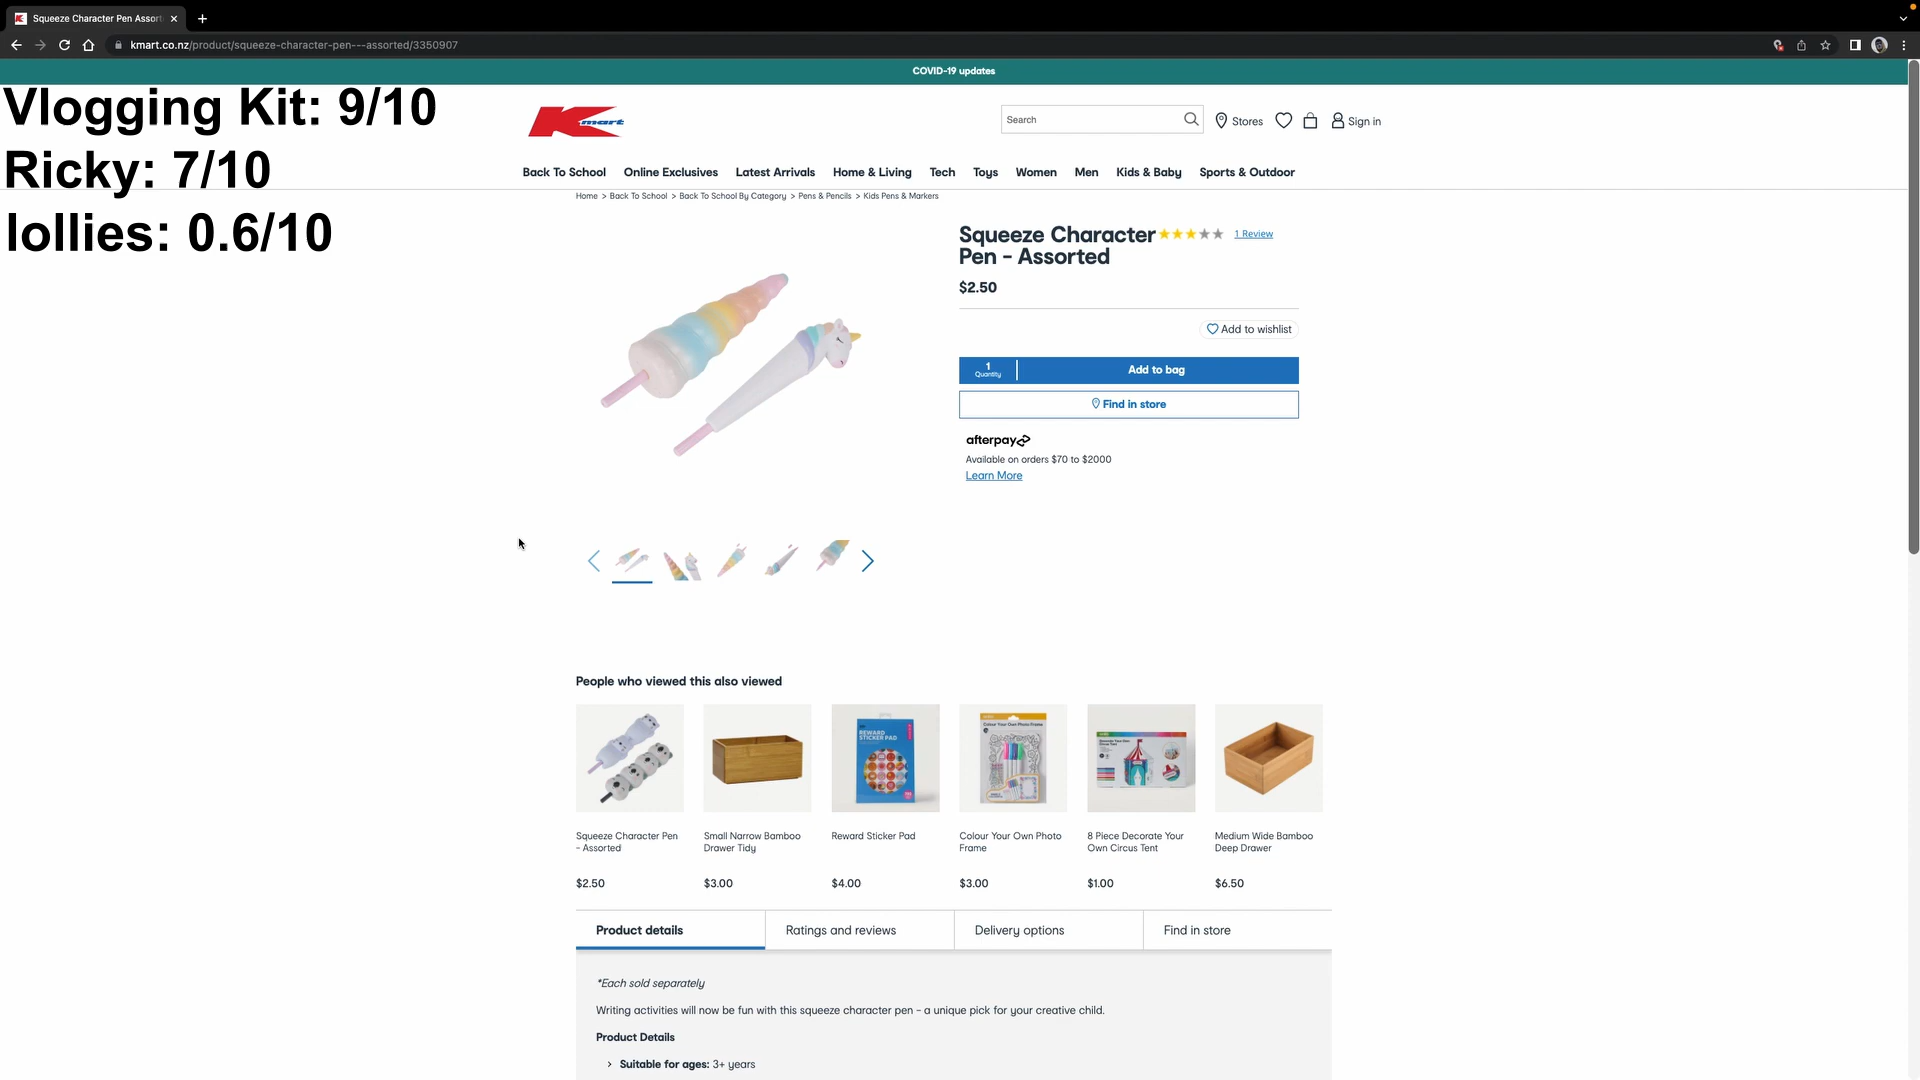 Squeeze Character Pen Assort
kmart.co.nz/product/squeeze-character-pen---assorted/3350907
COVID-19 updates
Vlogging Kit: 9/10
Ricky: 7/10
lollies: 0.6/10
Kmart
Search
Stores
Sign in
Back To School Online Exclusives Latest Arrivals Home & Living Tech Toys Women Men Kids & Baby Sports & Outdoor
Home > Back To School > Back To School By Category > Pens & Pencils > Kids Pens & Markers
Squeeze Character
Pen - Assorted
1 Review
$2.50
Add to wishlist
1
Quantity
Add to bag
Find in store
afterpay
Available on orders $70 to $2000
Learn More
People who viewed this also viewed
REWARD
STICKER PAD
Colour Your Own Photo Frame
Squeeze Character Pen
- Assorted
$2.50
Small Narrow Bamboo
Drawer Tidy
$3.00
Reward Sticker Pad
$4.00
Colour Your Own Photo
Frame
$3.00
8 Piece Decorate Your
Own Circus Tent
$1.00
Medium Wide Bamboo
Deep Drawer
$6.50
Product details
Ratings and reviews
Delivery options
Find in store
*Each sold separately
Writing activities will now be fun with this squeeze character pen - a unique pick for your creative child.
Product Details
> Suitable for ages: 3+ years